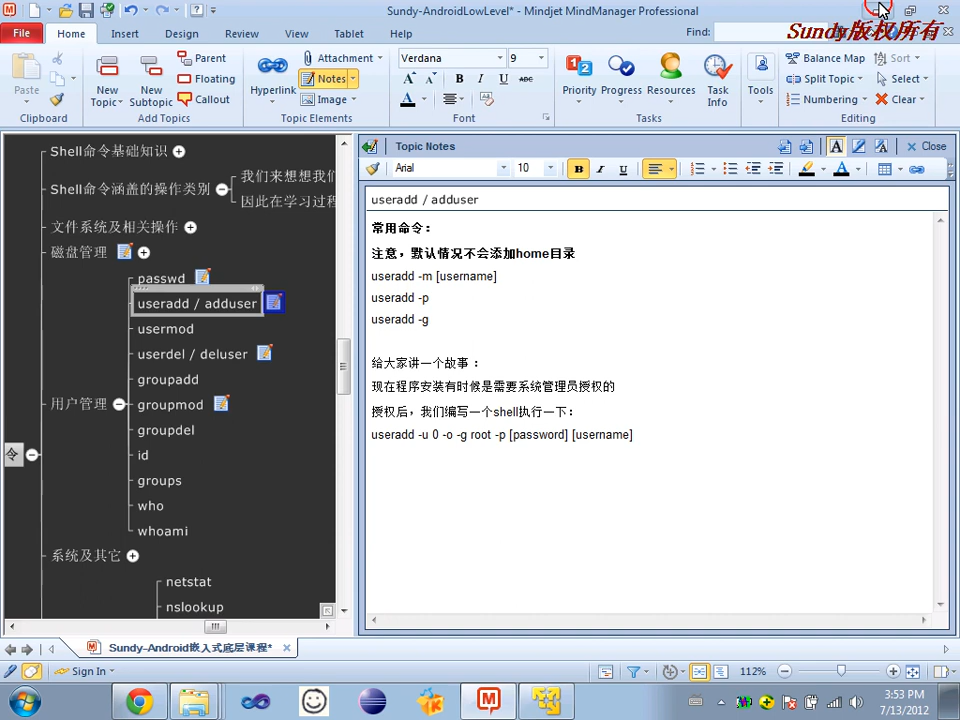 Sundy-AndroidLowLevel* - Mindjet MindManager Professional
Sundy版权所有
File
Home
Insert
Design
Review
View
Tablet
Help
Find:
Paste
Clipboard
New Topic
New Subtopic
Parent
Floating
Callout
Add Topics
Hyperlink
Attachment
Notes
Image
Topic Elements
Verdana
9
Font
Priority
Progress
Resources
Task Info
Tasks
Tools
Balance Map
Split Topic
Numbering
Sort
Select
Clear
Editing
Shell命令基础知识
Shell命令涵盖的操作类别
我们来想想我们
因此在学习过程
文件系统及相关操作
磁盘管理
passwd
useradd / adduser
usermod
userdel / deluser
groupadd
用户管理
groupmod
groupdel
令
id
groups
who
whoami
系统及其它
netstat
nslookup
Topic Notes
Close
Arial
10
useradd / adduser
常用命令：
注意，默认情况不会添加home目录
useradd -m [username]
useradd -p
useradd -g
给大家讲一个故事：
现在程序安装有时候是需要系统管理员授权的
授权后，我们编写一个shell执行一下：
useradd -u 0 -o -g root -p [password] [username]
Sundy-Android嵌入式底层课程*
Sign In
112%
3:53 PM
7/13/2012